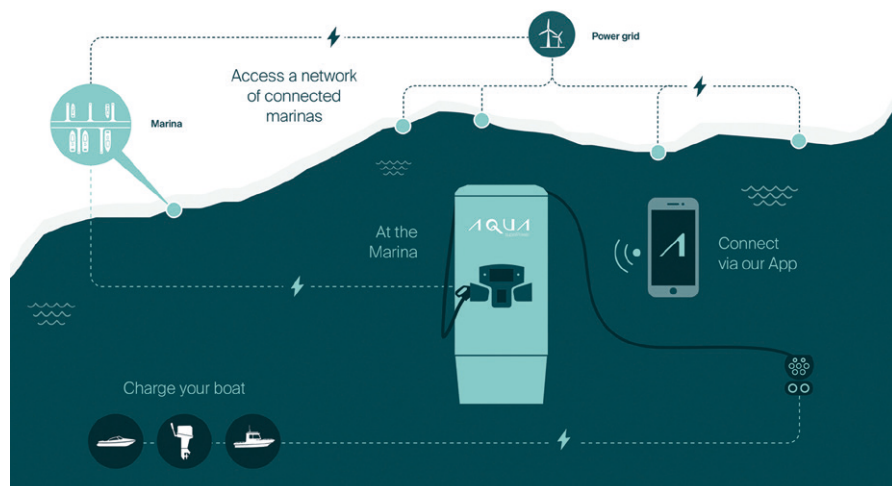 Power grid
Access a network
of connected
marinas
Marina
At the
Marina
AQUA
Connect
via our App
Charge your boat